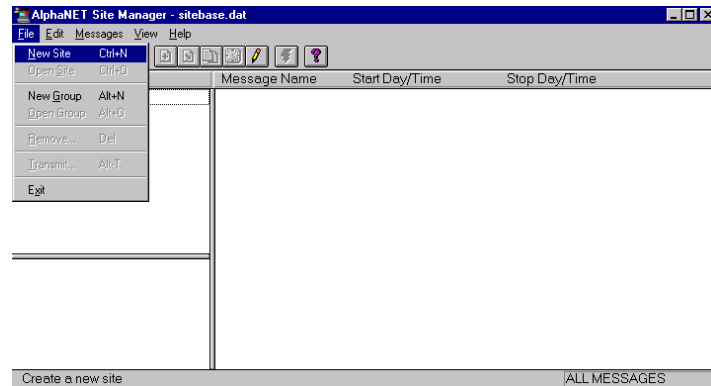 AlphaNET Site Manager - sitebase.dat
File Edit Messages View Help
New Site Ctrl+N
Open Site Ctrl+O
Message Name Start Day/Time Stop Day/Time
New Group Alt+N
Open Group Alt+O
Remove... Del
Transmit... Alt-T
Exit
Create a new site ALL MESSAGES